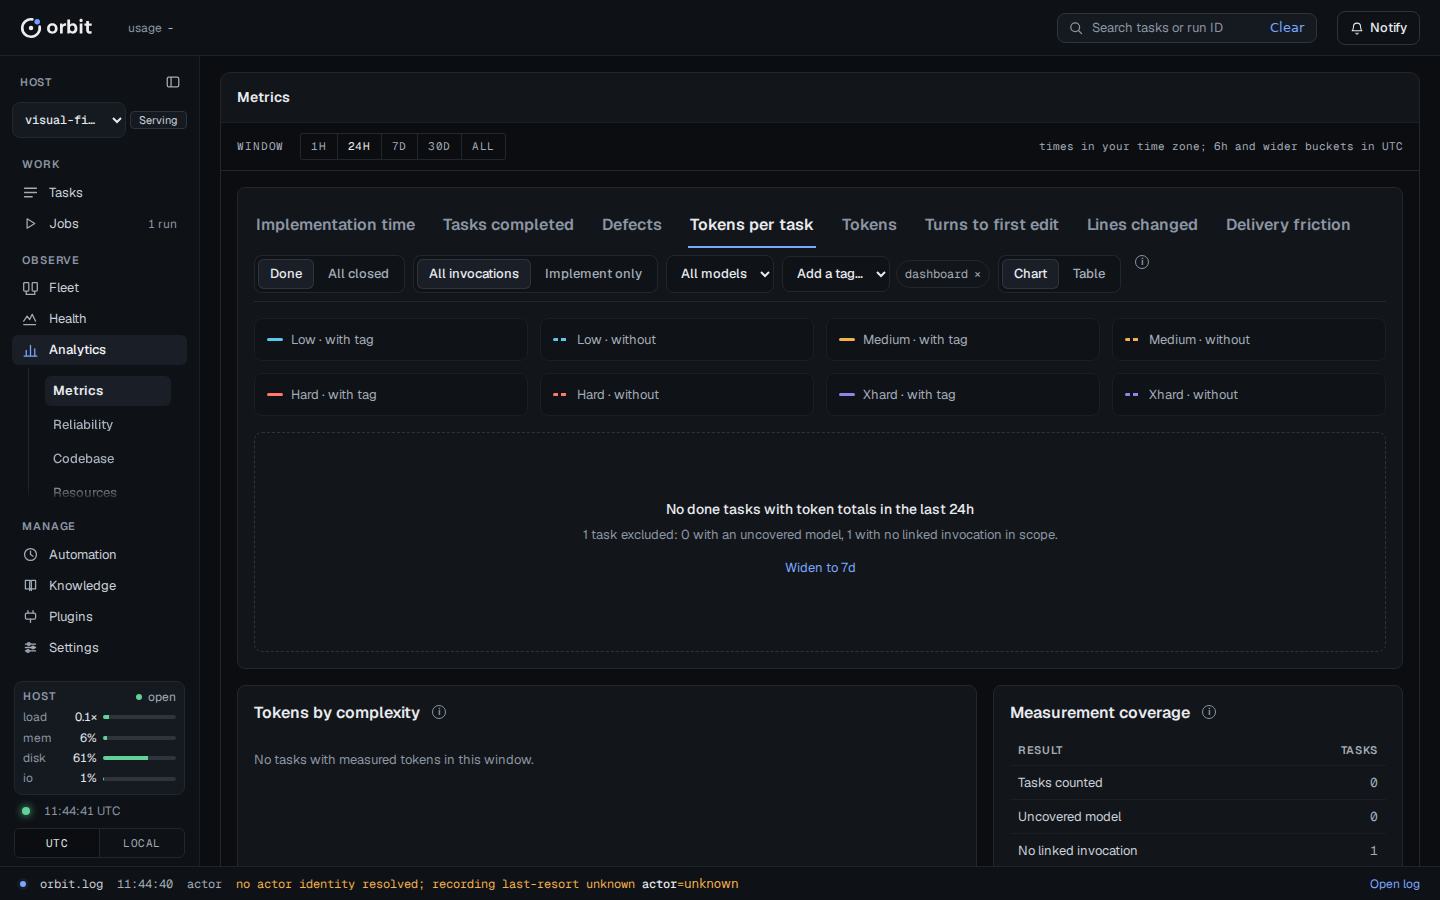 orbit
usage -
Search tasks or run ID
Clear
Notify
HOST
visual-fi…
Serving
WORK
Tasks
Jobs 1 run
OBSERVE
Fleet
Health
Analytics
Metrics
Reliability
Codebase
Resources
MANAGE
Automation
Knowledge
Plugins
Settings
HOST open
load 0.1×
mem 6%
disk 61%
io 1%
11:44:41 UTC
UTC LOCAL
Metrics
WINDOW 1H 24H 7D 30D ALL
times in your time zone; 6h and wider buckets in UTC
Implementation time Tasks completed Defects Tokens per task Tokens Turns to first edit Lines changed Delivery friction
Done All closed All invocations Implement only All models Add a tag… dashboard × Chart Table
Low · with tag Low · without Medium · with tag Medium · without
Hard · with tag Hard · without Xhard · with tag Xhard · without
No done tasks with token totals in the last 24h
1 task excluded: 0 with an uncovered model, 1 with no linked invocation in scope.
Widen to 7d
Tokens by complexity
No tasks with measured tokens in this window.
Measurement coverage
RESULT TASKS
Tasks counted 0
Uncovered model 0
No linked invocation 1
orbit.log 11:44:40 actor no actor identity resolved; recording last-resort unknown actor=unknown
Open log